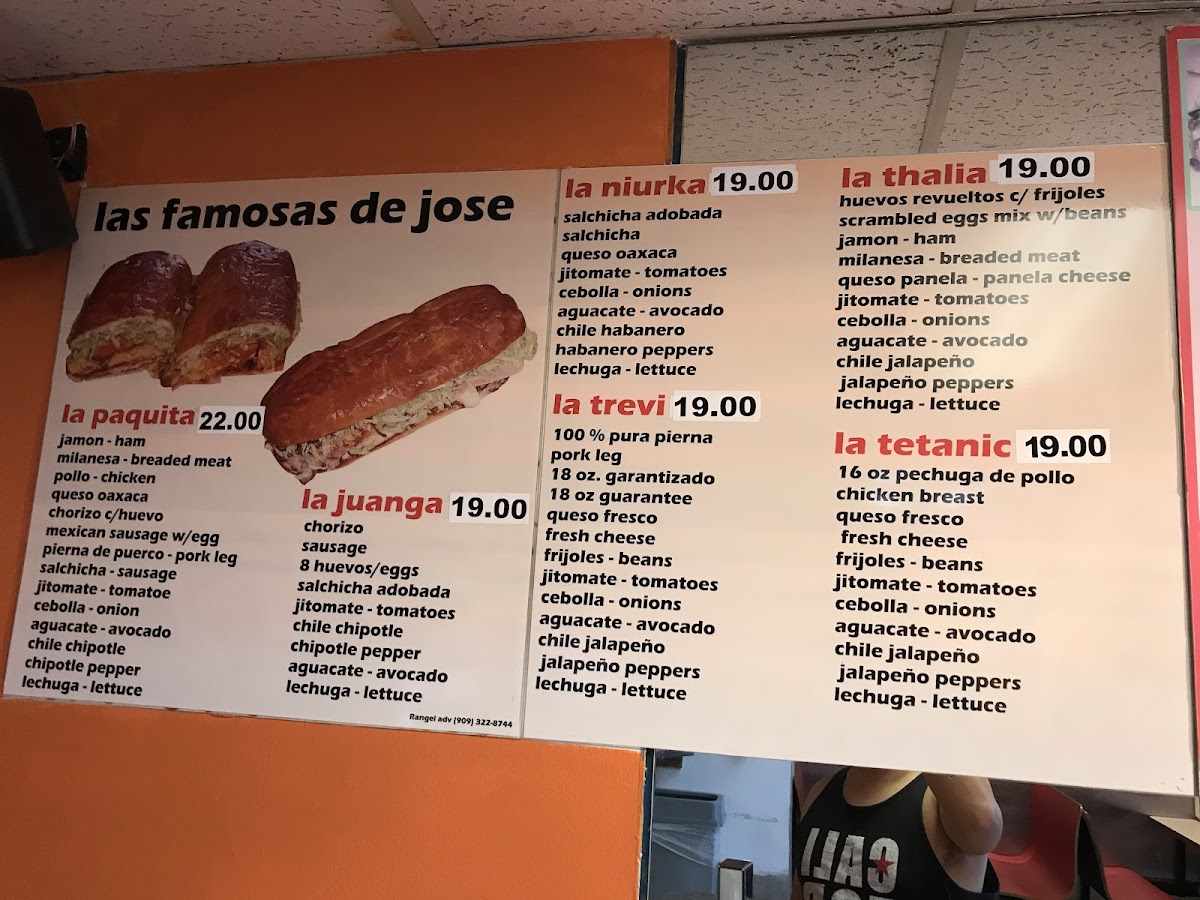 las famosas de jose
la paquita 22.00
jamon - ham
milanesa - breaded meat
pollo - chicken
queso oaxaca
chorizo c/huevo
mexican sausage w/egg
pierna de puerco - pork leg
salchicha - sausage
jitomate - tomatoe
cebolla - onion
aguacate - avocado
chile chipotle
chipotle pepper
lechuga - lettuce
la juanga 19.00
chorizo
sausage
8 huevos/eggs
salchicha adobada
jitomate - tomatoes
chile chipotle
chipotle pepper
aguacate - avocado
lechuga - lettuce
Rangel adv (909) 322-8744
la niurka 19.00
salchicha adobada
salchicha
queso oaxaca
jitomate - tomatoes
cebolla - onions
aguacate - avocado
chile habanero
habanero peppers
lechuga - lettuce
la trevi 19.00
100 % pura pierna
pork leg
18 oz. garantizado
18 oz guarantee
queso fresco
fresh cheese
frijoles - beans
jitomate - tomatoes
cebolla - onions
aguacate - avocado
chile jalapeño
jalapeño peppers
lechuga - lettuce
la thalia 19.00
huevos revueltos c/ frijoles
scrambled eggs mix w/beans
jamon - ham
milanesa - breaded meat
queso panela - panela cheese
jitomate - tomatoes
cebolla - onions
aguacate - avocado
chile jalapeño
jalapeño peppers
lechuga - lettuce
la tetanic 19.00
16 oz pechuga de pollo
chicken breast
queso fresco
fresh cheese
frijoles - beans
jitomate - tomatoes
cebolla - onions
aguacate - avocado
chile jalapeño
jalapeño peppers
lechuga - lettuce
CALI